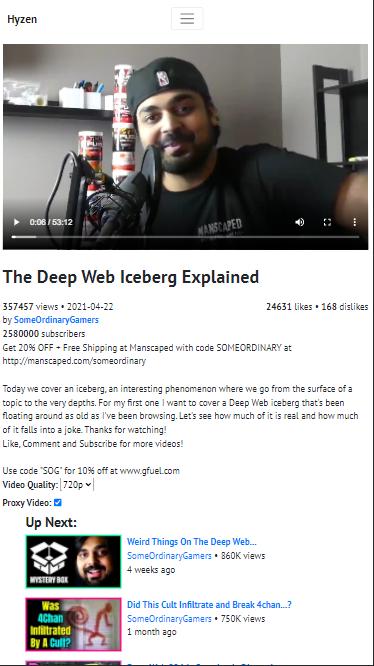 Hyzen
MANSCAPED
0:06 / 53:12
The Deep Web Iceberg Explained
357457 views • 2021-04-22
24631 likes • 168 dislikes
by SomeOrdinaryGamers
2580000 subscribers
Get 20% OFF + Free Shipping at Manscaped with code SOMEORDINARY at
http://manscaped.com/someordinary
Today we cover an iceberg, an interesting phenomenon where we go from the surface of a
topic to the very depths. For my first one I want to cover a Deep Web iceberg that's been
floating around as old as I've been browsing. Let's see how much of it is real and how much
of it falls into a joke. Thanks for watching!
Like, Comment and Subscribe for more videos!
Use code "SOG" for 10% off at www.gfuel.com
Video Quality: 720p
Proxy Video:
Up Next:
MYSTERY BOX
Weird Things On The Deep Web...
SomeOrdinaryGamers • 860K views
4 weeks ago
Was
4Chan
Infiltrated
By A Cult?
Did This Cult Infiltrate and Break 4chan...?
SomeOrdinaryGamers • 750K views
1 month ago